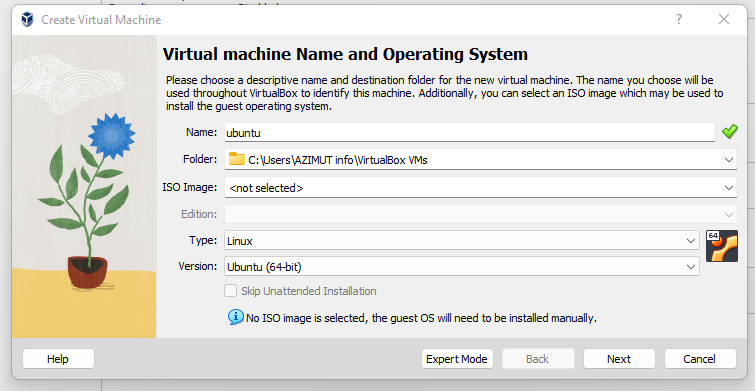 Create Virtual Machine
?
Virtual machine Name and Operating System
Please choose a descriptive name and destination folder for the new virtual machine. The name you choose will be
used throughout VirtualBox to identify this machine. Additionally, you can select an ISO image which may be used to
install the guest operating system.
Name: ubuntu
Folder: C:\Users\AZIMUT info\VirtualBox VMs
ISO Image: <not selected>
Edition:
Type: Linux
64
Version: Ubuntu (64-bit)
Skip Unattended Installation
No ISO image is selected, the guest OS will need to be installed manually.
Help Expert Mode Back Next Cancel